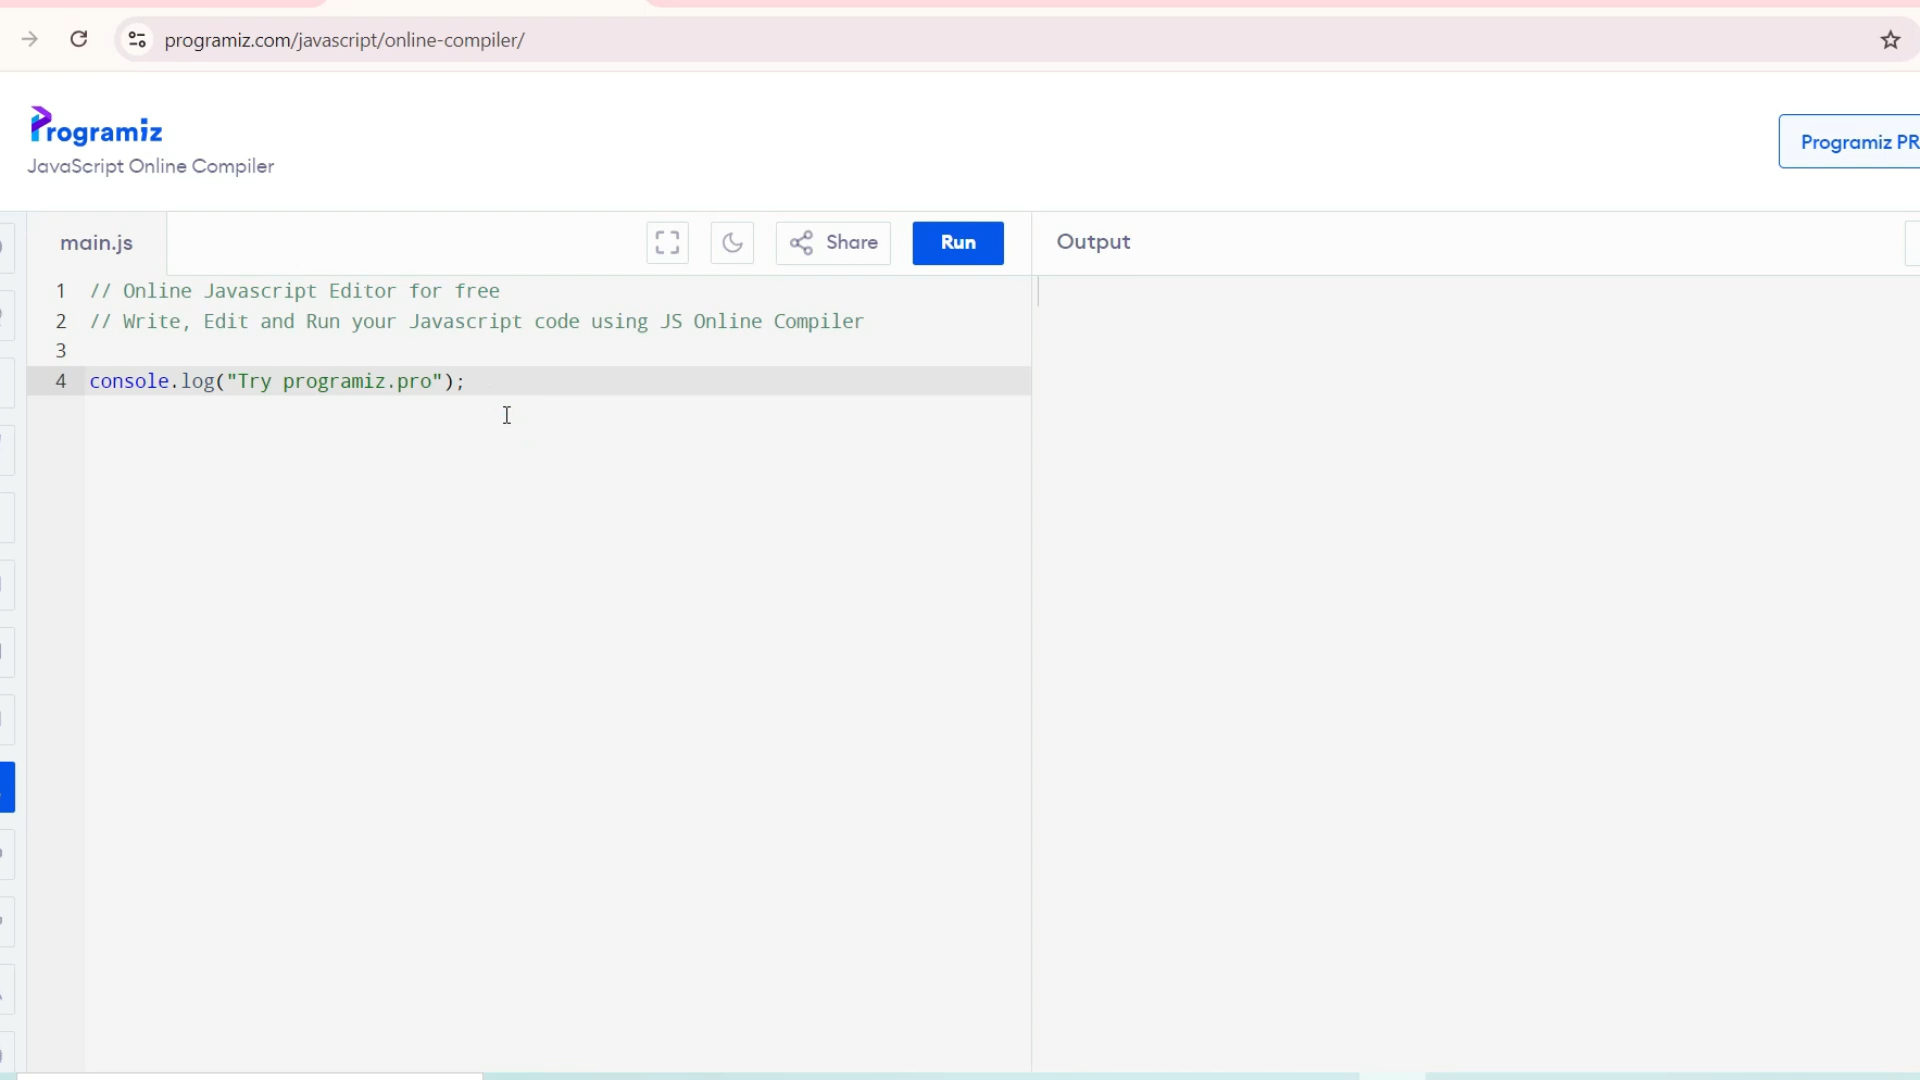 programiz.com/javascript/online-compiler/
Programiz
JavaScript Online Compiler
Programiz PR
main.js
Share
Run
Output
1 // Online Javascript Editor for free
2 // Write, Edit and Run your Javascript code using JS Online Compiler
3
4 console.log("Try programiz.pro");